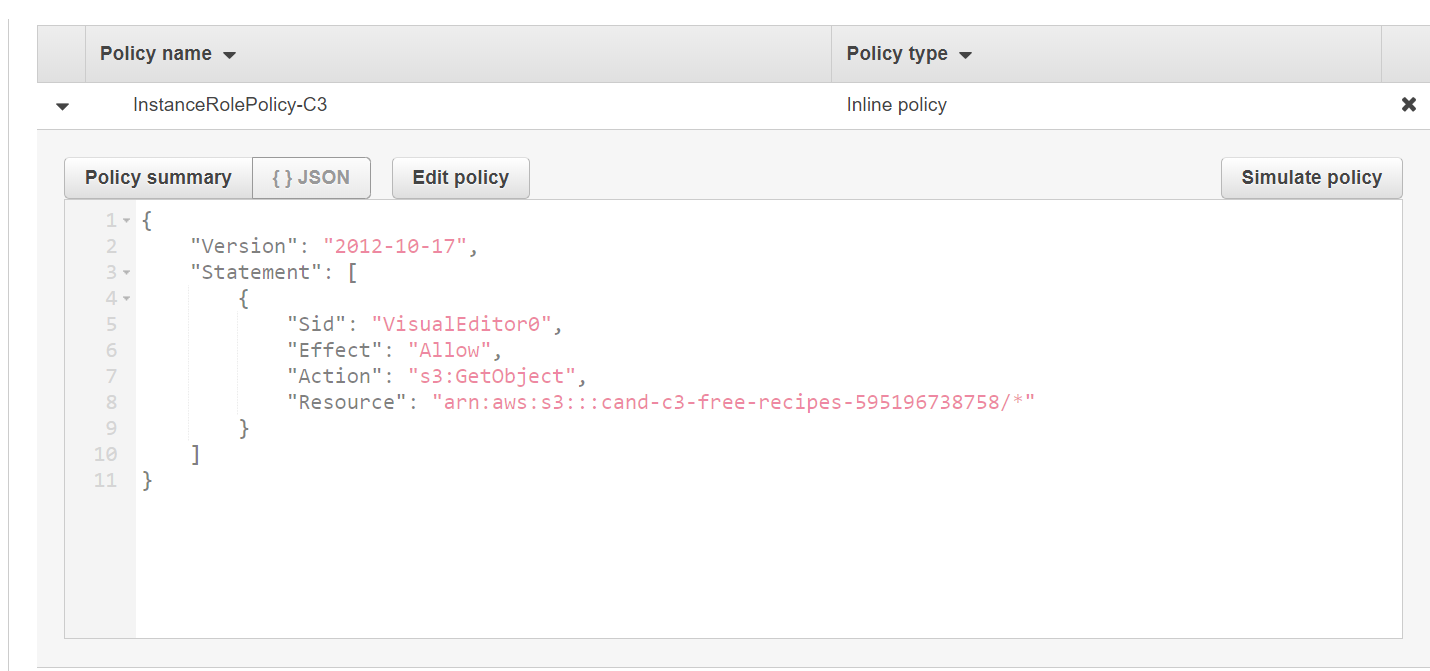 Policy name Policy type
InstanceRolePolicy-C3 Inline policy
Policy summary { } JSON Edit policy Simulate policy
1 {
2 "Version": "2012-10-17",
3 "Statement": [
4 {
5 "Sid": "VisualEditor0",
6 "Effect": "Allow",
7 "Action": "s3:GetObject",
8 "Resource": "arn:aws:s3:::cand-c3-free-recipes-595196738758/*"
9 }
10 ]
11 }